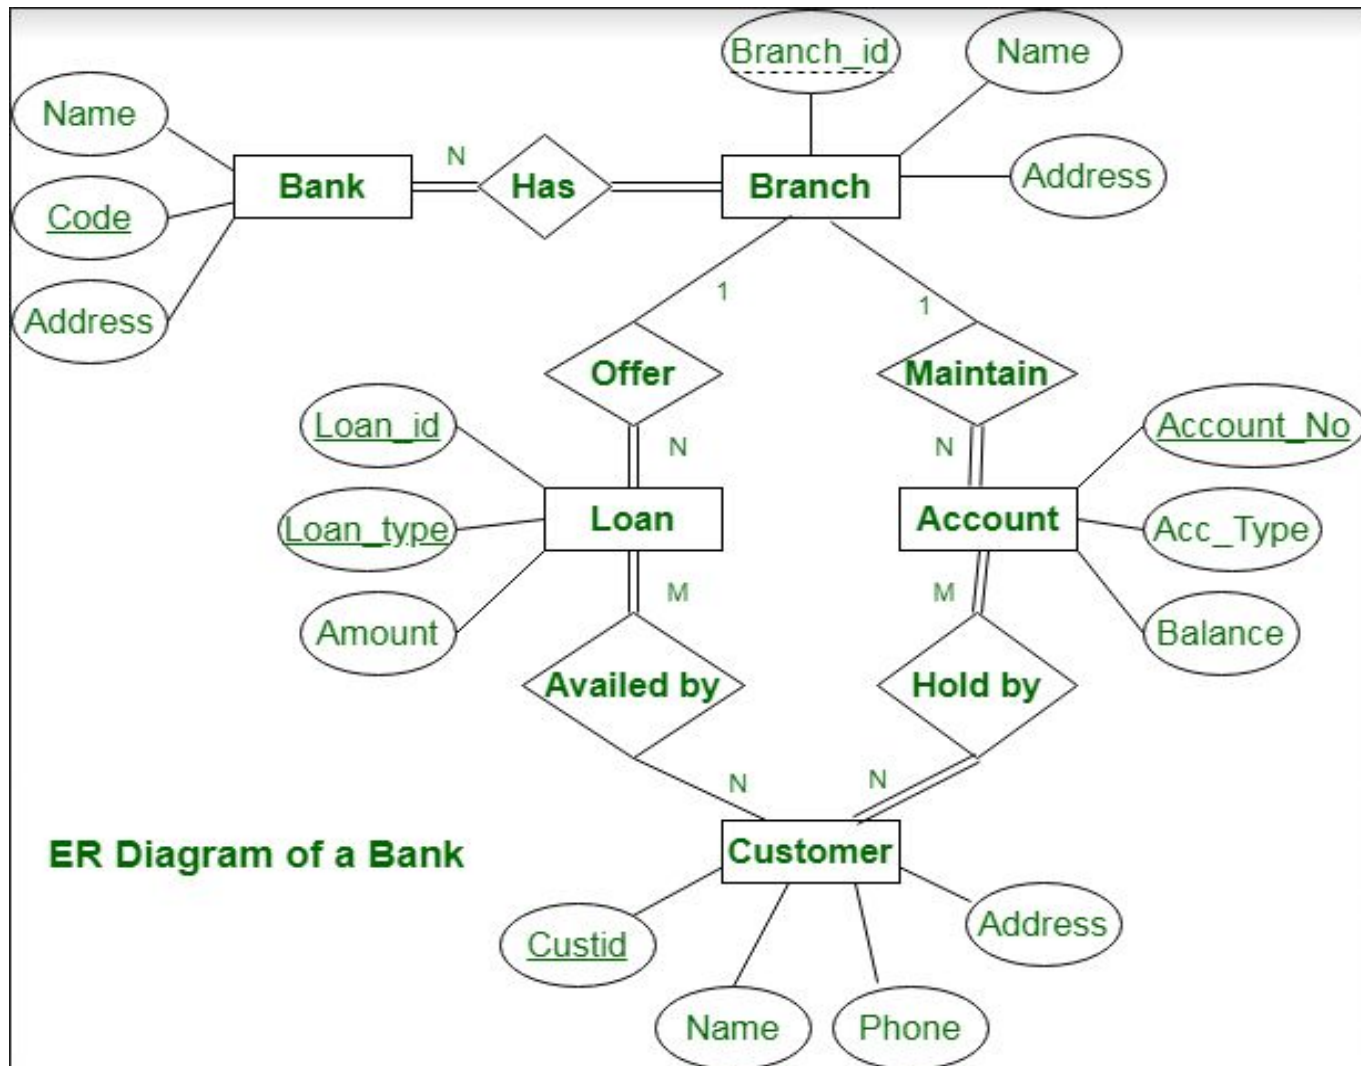 Branch_id
Name
Name
N
Bank
Has
Branch
Address
Code
Address
1
1
Offer
Maintain
Loan_id
N
N
Account_No
Loan
Account
Loan_type
Acc_Type
M
M
Amount
Balance
Availed by
Hold by
N
N
ER Diagram of a Bank
Customer
Custid
Address
Name
Phone